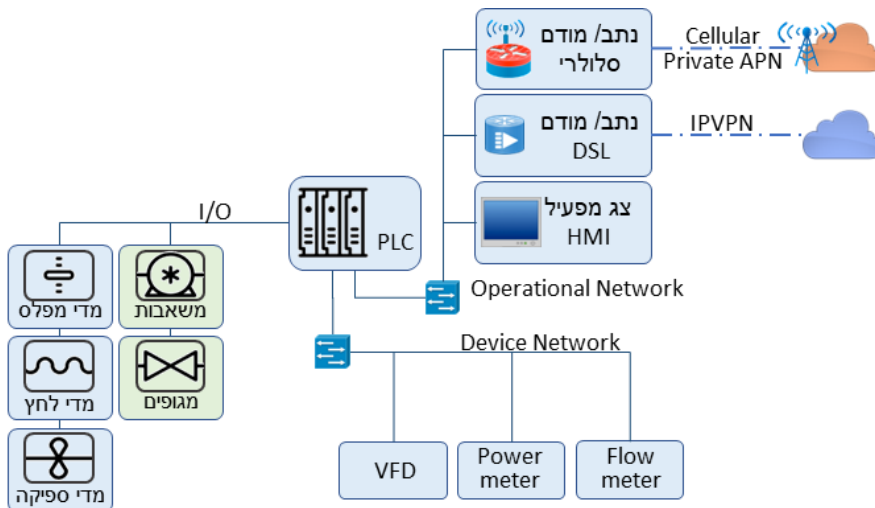 נתב/ מודם
סלולרי
Cellular
Private APN
נתב/ מודם
DSL
IPVPN
צג מפעיל
HMI
I/O
PLC
Operational Network
מדי מפלס
משאבות
Device Network
מדי לחץ
מגופים
מדי ספיקה
VFD
Power
meter
Flow
meter